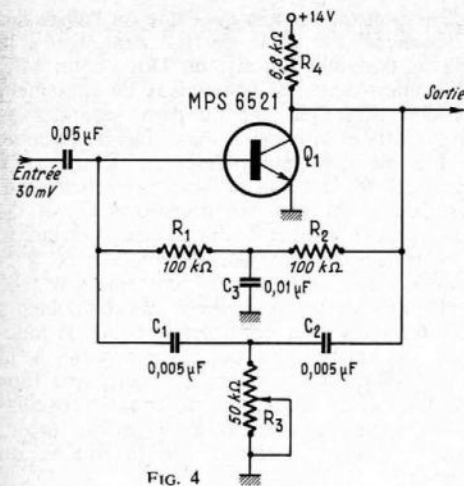 +14V
6,8 kΩ
R4
MPS 6521
Sortie
0,05 µF
Q1
Entrée
30 mV
R1
R2
100 kΩ
100 kΩ
C3
0,01 µF
C1
C2
0,005 µF
0,005 µF
50 kΩ
R3
FIG. 4